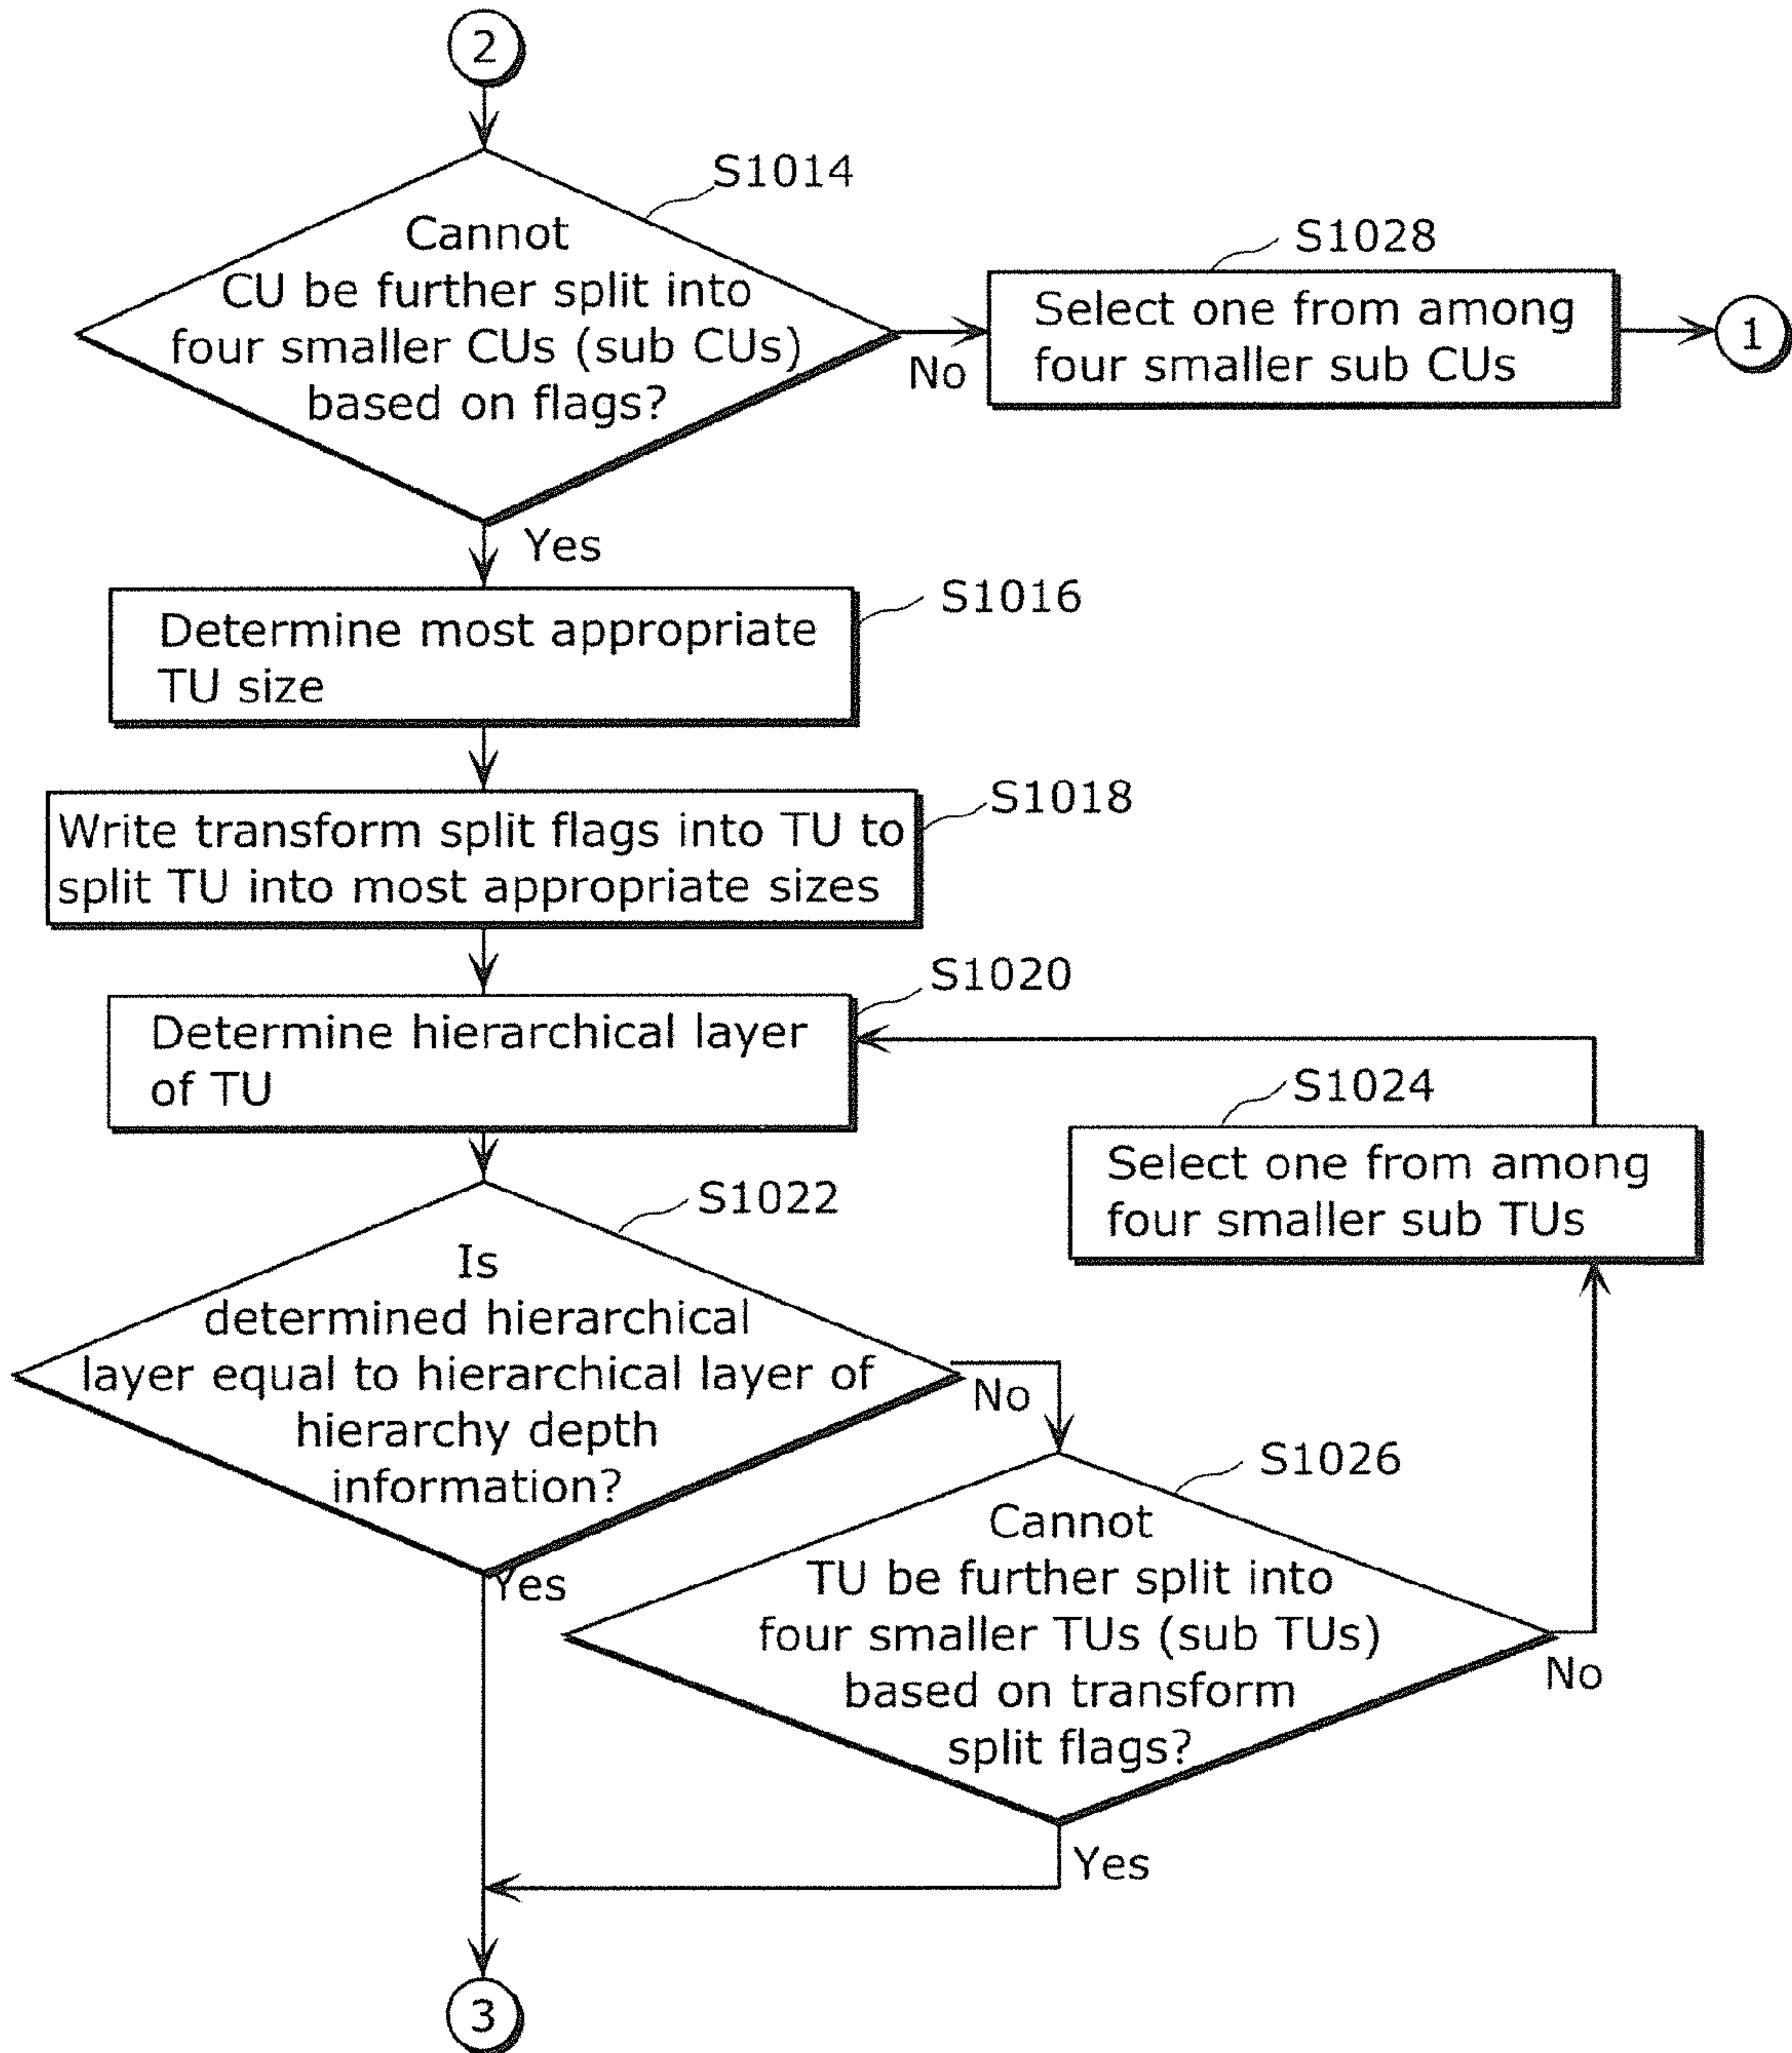 2
S1014
Cannot
CU be further split into
four smaller CUs (sub CUs)
based on flags?
No
S1028
Select one from among
four smaller sub CUs
1
Yes
S1016
Determine most appropriate
TU size
S1018
Write transform split flags into TU to
split TU into most appropriate sizes
S1020
Determine hierarchical layer
of TU
S1024
Select one from among
four smaller sub TUs
S1022
Is
determined hierarchical
layer equal to hierarchical layer of
hierarchy depth
information?
No
Yes
S1026
Cannot
TU be further split into
four smaller TUs (sub TUs)
based on transform
split flags?
No
Yes
3